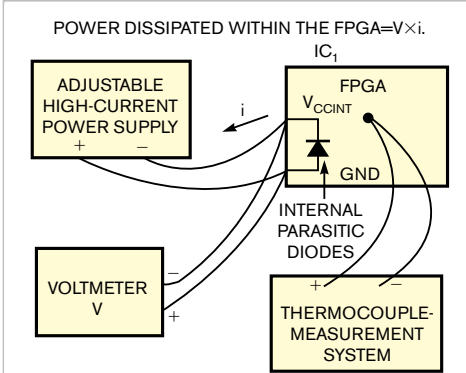 POWER DISSIPATED WITHIN THE FPGA=V×i.
IC1
ADJUSTABLE
HIGH-CURRENT
POWER SUPPLY
+ −
i
FPGA
VCCINT
GND
INTERNAL
PARASITIC
DIODES
VOLTMETER
V
−
+
+ −
THERMOCOUPLE-
MEASUREMENT
SYSTEM